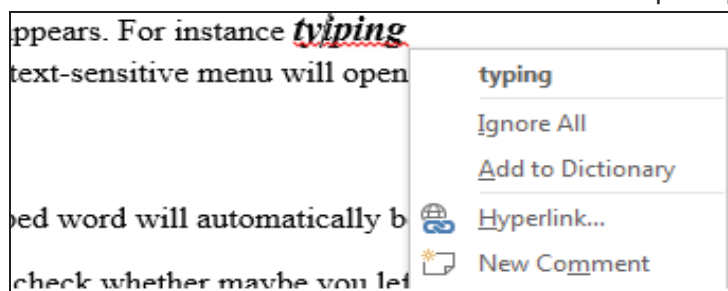 ppears. For instance tyiping
text-sensitive menu will open
ped word will automatically b
check whether maybe you lef
typing
Ignore All
Add to Dictionary
Hyperlink...
New Comment